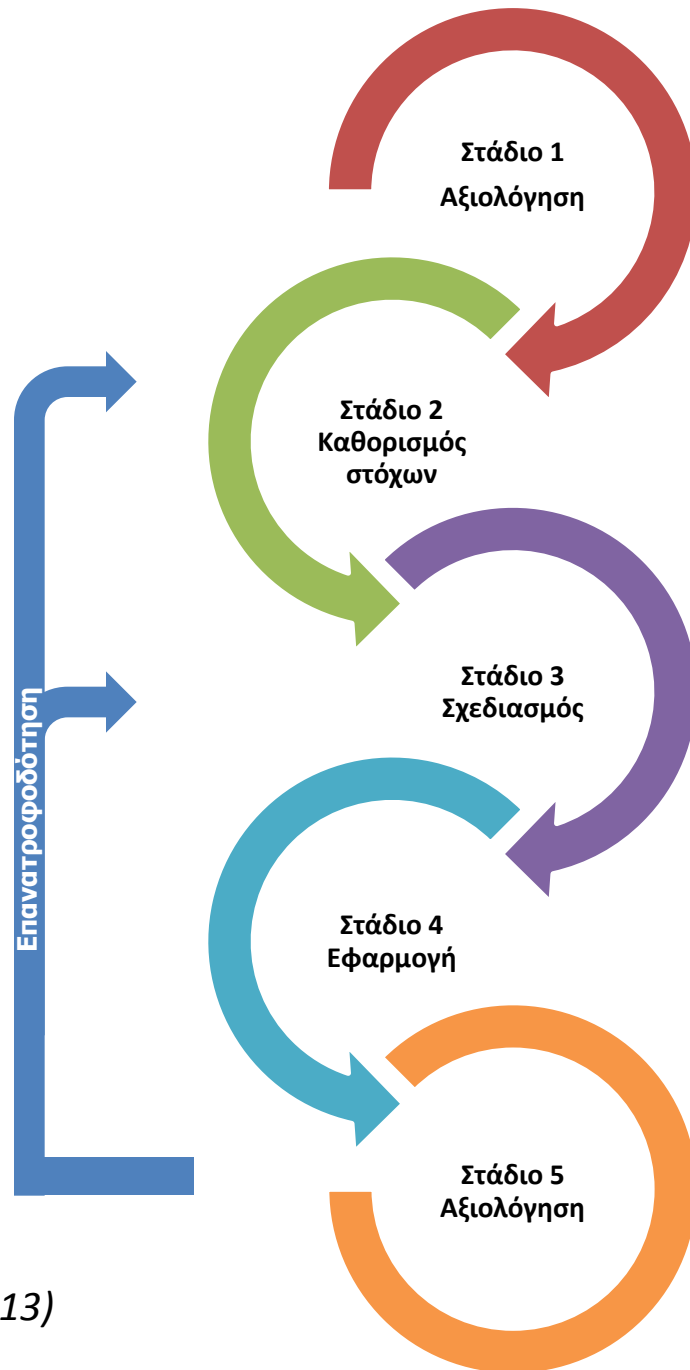 Στάδιο 1
Αξιολόγηση
Στάδιο 2
Καθορισμός
στόχων
Στάδιο 3
Σχεδιασμός
Επανατροφοδότηση
Στάδιο 4
Εφαρμογή
Στάδιο 5
Αξιολόγηση
13)